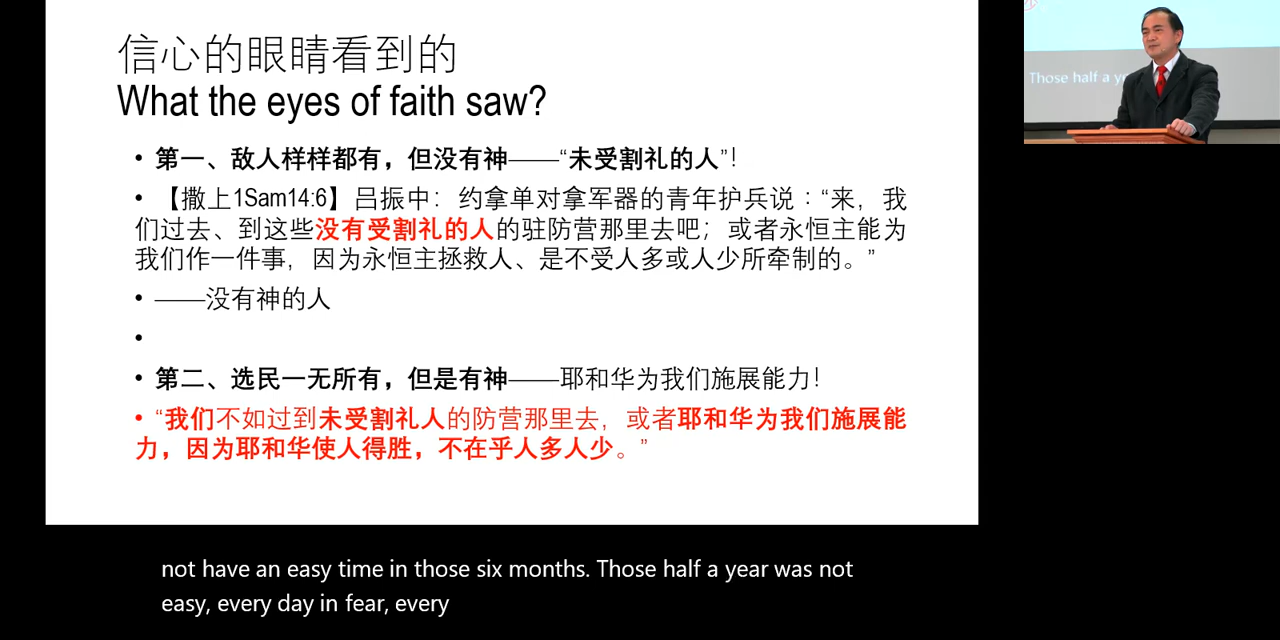 信心的眼睛看到的
What the eyes of faith saw?
• 第一、敌人样样都有，但没有神——“未受割礼的人”！
• 【撒上1Sam14:6】吕振中：约拿单对拿军器的青年护兵说：“来，我
们过去、到这些没有受割礼的人的驻防营那里去吧；或者永恒主能为
我们作一件事，因为永恒主拯救人、是不受人多或人少所牵制的。”
• ——没有神的人
•
• 第二、选民一无所有，但是有神——耶和华为我们施展能力！
• “我们不如过到未受割礼人的防营那里去，或者耶和华为我们施展能
力，因为耶和华使人得胜，不在乎人多人少。”
Those half a
not have an easy time in those six months. Those half a year was not
easy, every day in fear, every